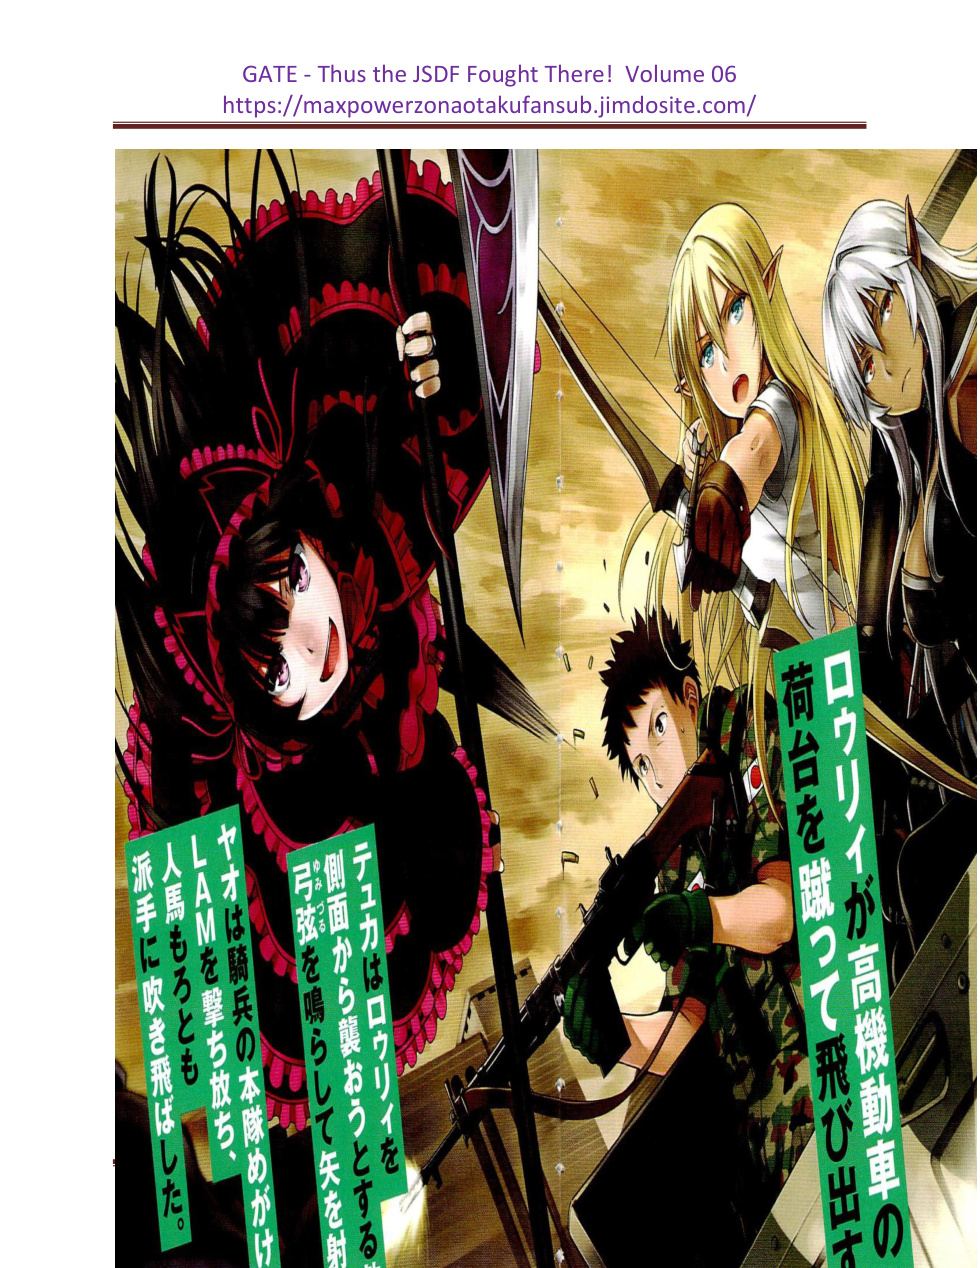 GATE - Thus the JSDF Fought There! Volume 06
https://maxpowerzonaotakufansub.jimdosite.com/
ロゥリィが高機動車の
荷台を蹴って飛び出す
テュカはロゥリィを
側面から襲おうとする
弓弦を鳴らして矢を射
ゆみづる
ヤオは騎兵の本隊めがけ
LAMを撃ち放ち、
人馬もろとも
派手に吹き飛ばした。